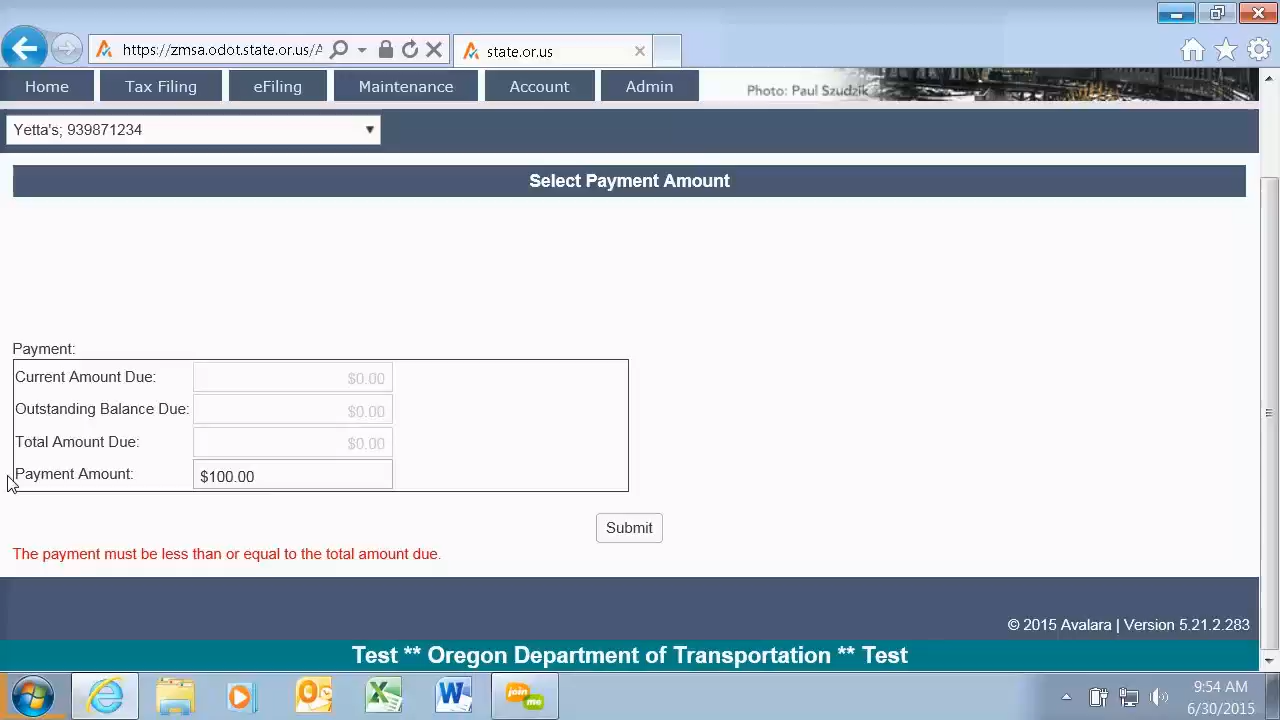 https://zmsa.odot.state.or.us/A
state.or.us
Home
Tax Filing
eFiling
Maintenance
Account
Admin
Photo: Paul Szudzik
Yetta's; 939871234
Select Payment Amount
Payment:
Current Amount Due: $0.00
Outstanding Balance Due: $0.00
Total Amount Due: $0.00
Payment Amount: $100.00
Submit
The payment must be less than or equal to the total amount due.
© 2015 Avalara | Version 5.21.2.283
Test ** Oregon Department of Transportation ** Test
join
me
9:54 AM
6/30/2015